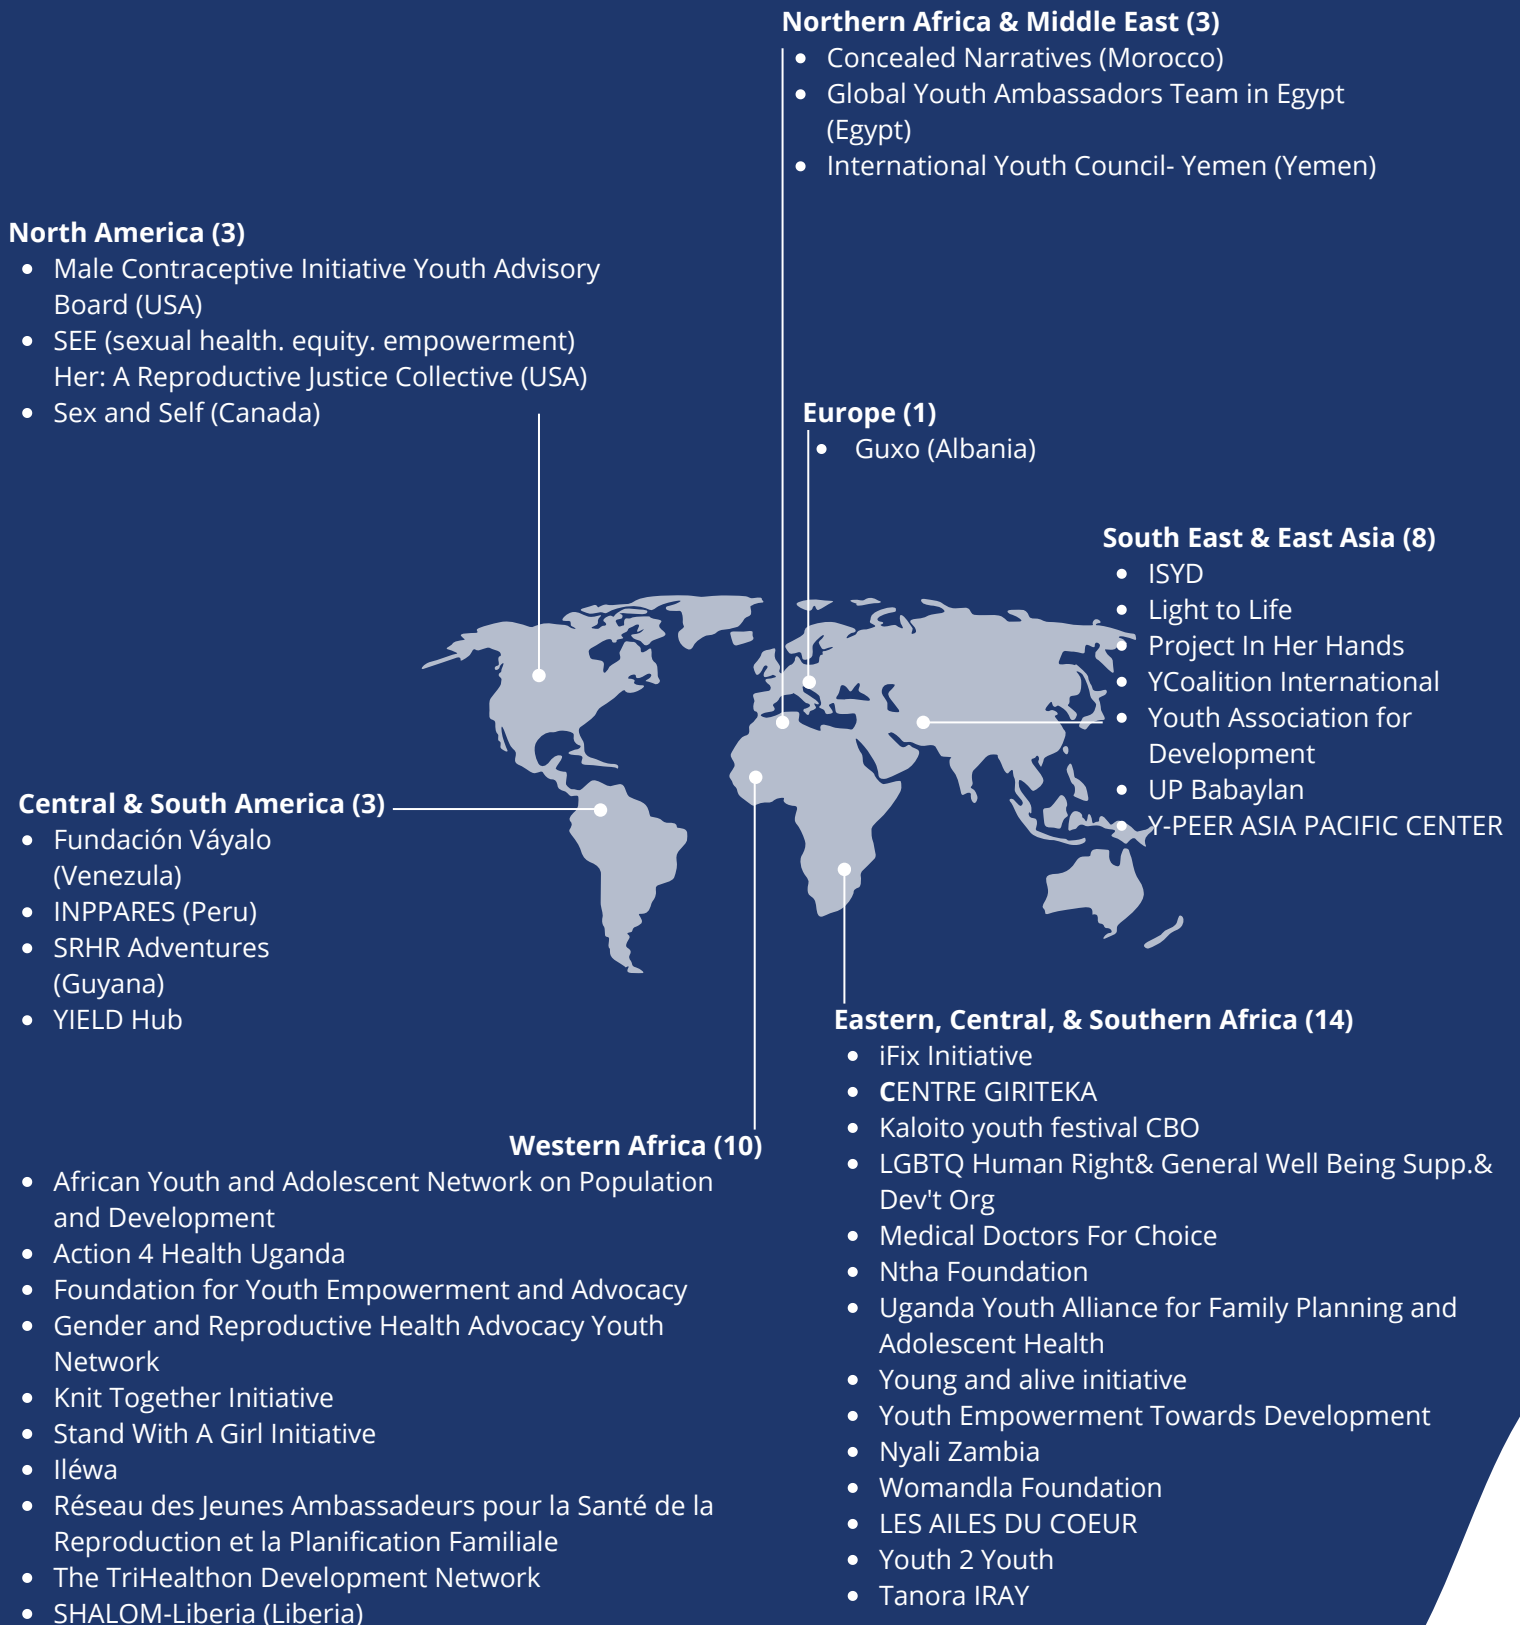 Northern Africa & Middle East (3)
• Concealed Narratives (Morocco)
• Global Youth Ambassadors Team in Egypt
(Egypt)
• International Youth Council- Yemen (Yemen)
North America (3)
• Male Contraceptive Initiative Youth Advisory
Board (USA)
• SEE (sexual health. equity. empowerment)
Her: A Reproductive Justice Collective (USA)
• Sex and Self (Canada)
Europe (1)
• Guxo (Albania)
South East & East Asia (8)
• ISYD
• Light to Life
• Project In Her Hands
• YCoalition International
• Youth Association for
Development
• UP Babaylan
• Y-PEER ASIA PACIFIC CENTER
Central & South America (3)
• Fundación Váyalo
(Venezula)
• INPPARES (Peru)
• SRHR Adventures
(Guyana)
• YIELD Hub
Eastern, Central, & Southern Africa (14)
• iFix Initiative
• CENTRE GIRITEKA
• Kaloito youth festival CBO
• LGBTQ Human Right& General Well Being Supp.&
Dev't Org
• Medical Doctors For Choice
• Ntha Foundation
• Uganda Youth Alliance for Family Planning and
Adolescent Health
• Young and alive initiative
• Youth Empowerment Towards Development
• Nyali Zambia
• Womandla Foundation
• LES AILES DU COEUR
• Youth 2 Youth
• Tanora IRAY
Western Africa (10)
• African Youth and Adolescent Network on Population
and Development
• Action 4 Health Uganda
• Foundation for Youth Empowerment and Advocacy
• Gender and Reproductive Health Advocacy Youth
Network
• Knit Together Initiative
• Stand With A Girl Initiative
• Iléwa
• Réseau des Jeunes Ambassadeurs pour la Santé de la
Reproduction et la Planification Familiale
• The TriHealthon Development Network
• SHALOM-Liberia (Liberia)